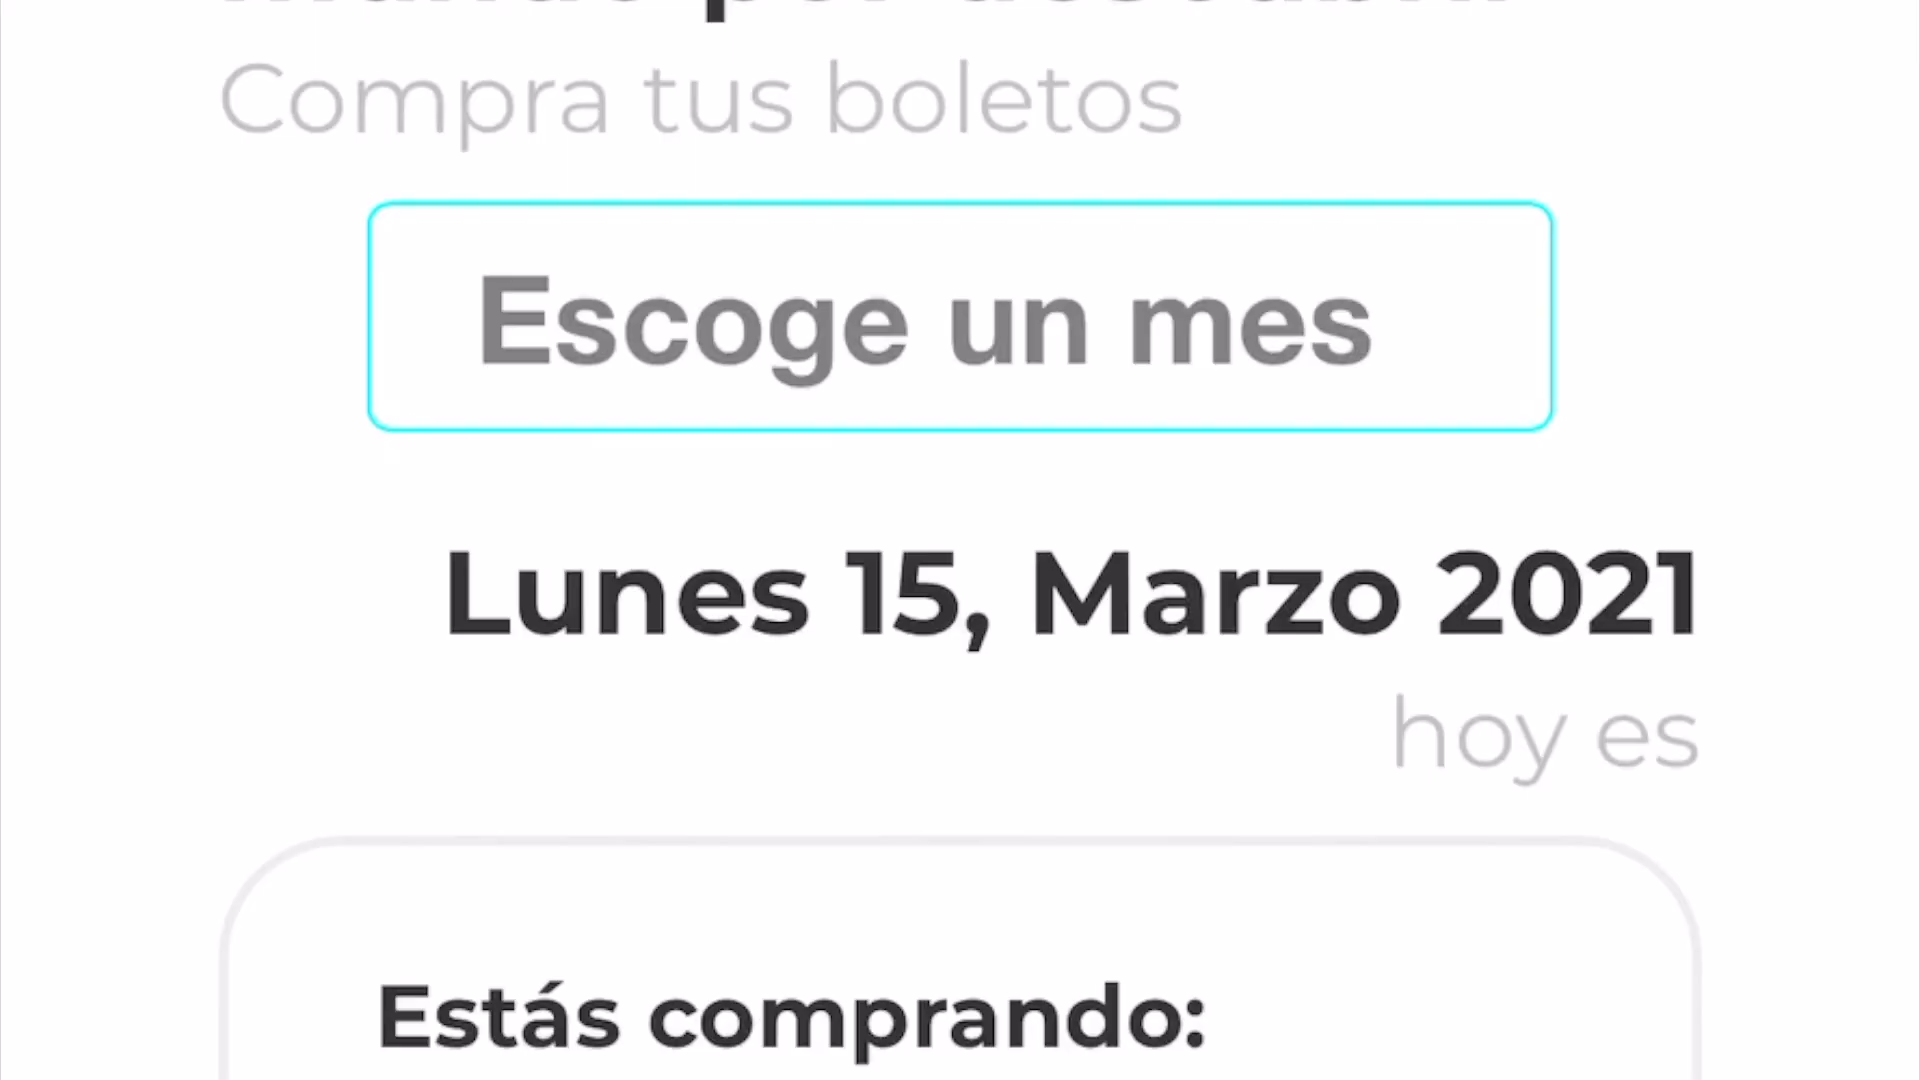 Compra tus boletos
Escoge un mes
Lunes 15, Marzo 2021
hoy es
Estás comprando: